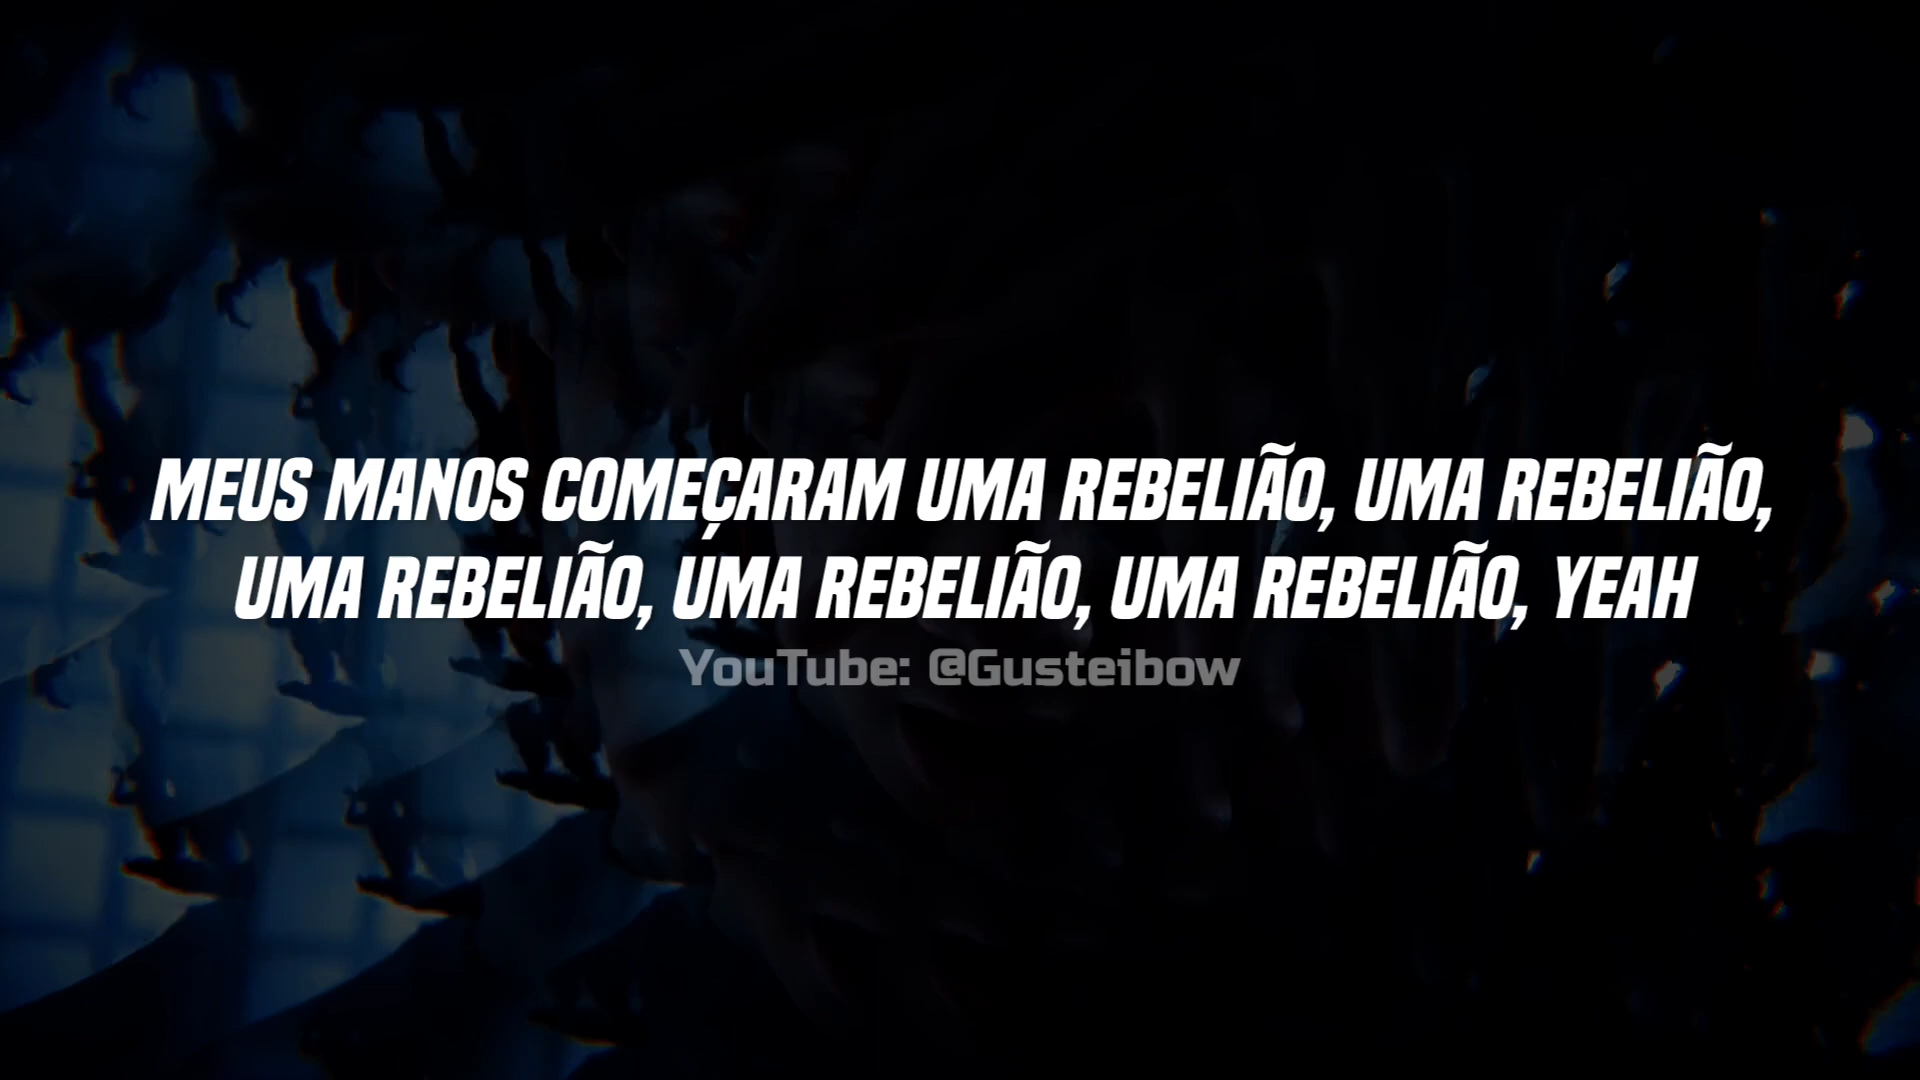 MEUS MANOS COMEÇARAM UMA REBELIÃO, UMA REBELIÃO,
UMA REBELIÃO, UMA REBELIÃO, UMA REBELIÃO, YEAH
YouTube: @Gusteibow